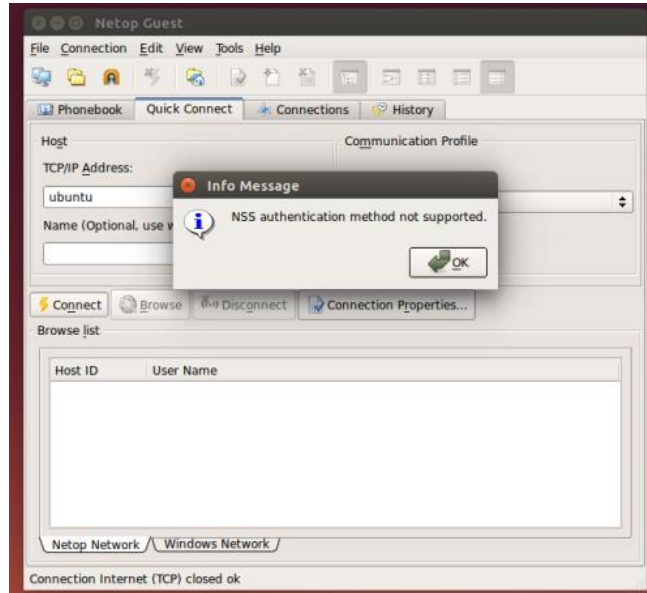 Netop Guest
File Connection Edit View Tools Help
Phonebook Quick Connect Connections History
Host
Communication Profile
TCP/IP Address:
ubuntu
Name (Optional, use
Info Message
NSS authentication method not supported.
OK
Connect Browse Disconnect Connection Properties...
Browse list
Host ID User Name
Netop Network Windows Network
Connection Internet (TCP) closed ok